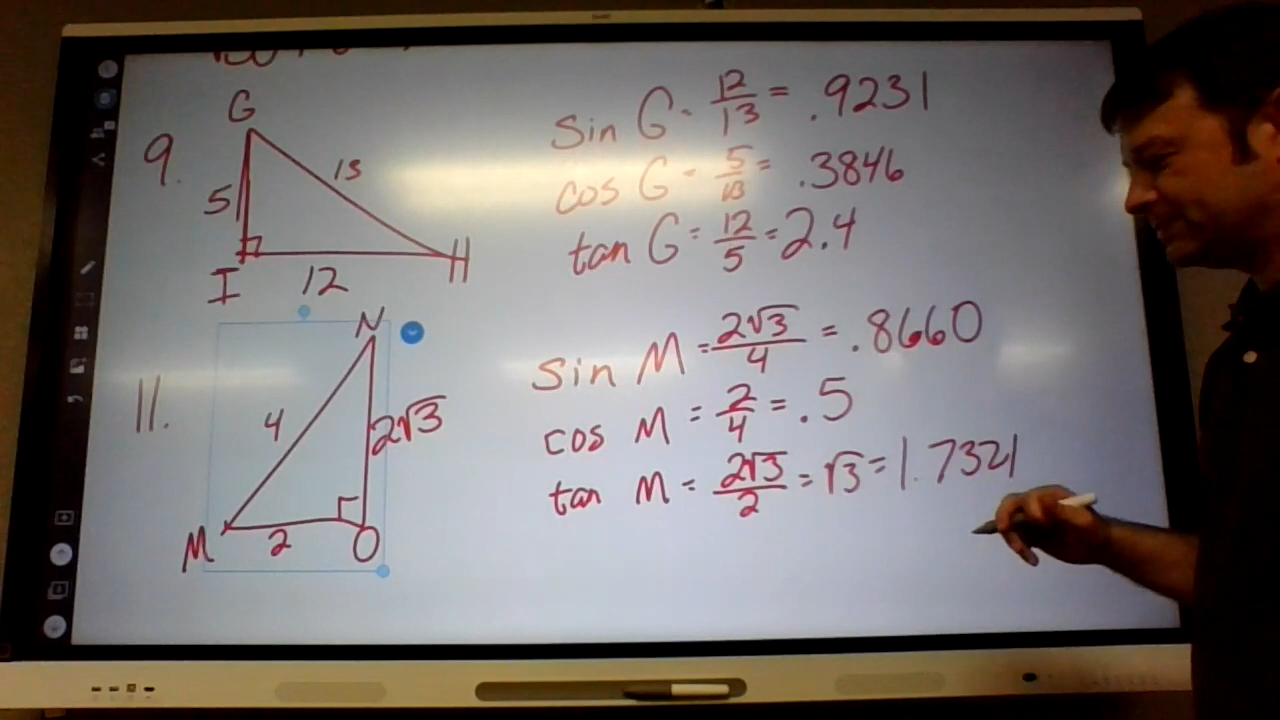 9.
G
5
13
I
12
H
sin G = 12/13 = .9231
cos G = 5/13 = .3846
tan G = 12/5 = 2.4
11.
N
4
2√3
M
2
O
sin M = 2√3/4 = .8660
cos M = 2/4 = .5
tan M = 2√3/2 = √3 = 1.7321